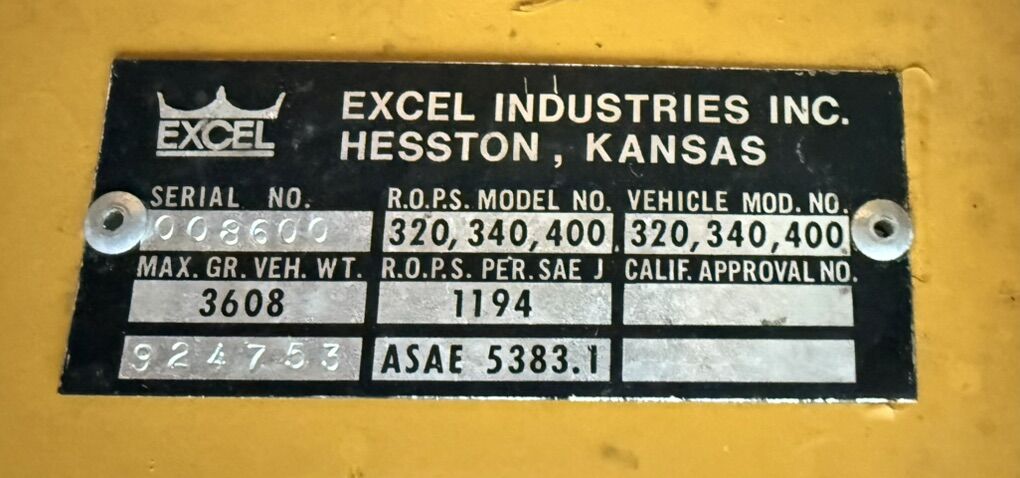 EXCEL
EXCEL INDUSTRIES INC.
HESSTON, KANSAS
SERIAL NO. R.O.P.S. MODEL NO. VEHICLE MOD. NO.
008600 320,340,400 320,340,400
MAX. GR. VEH. WT. R.O.P.S. PER. SAE J CALIF. APPROVAL NO.
3608 1194
924753 ASAE 5383.1